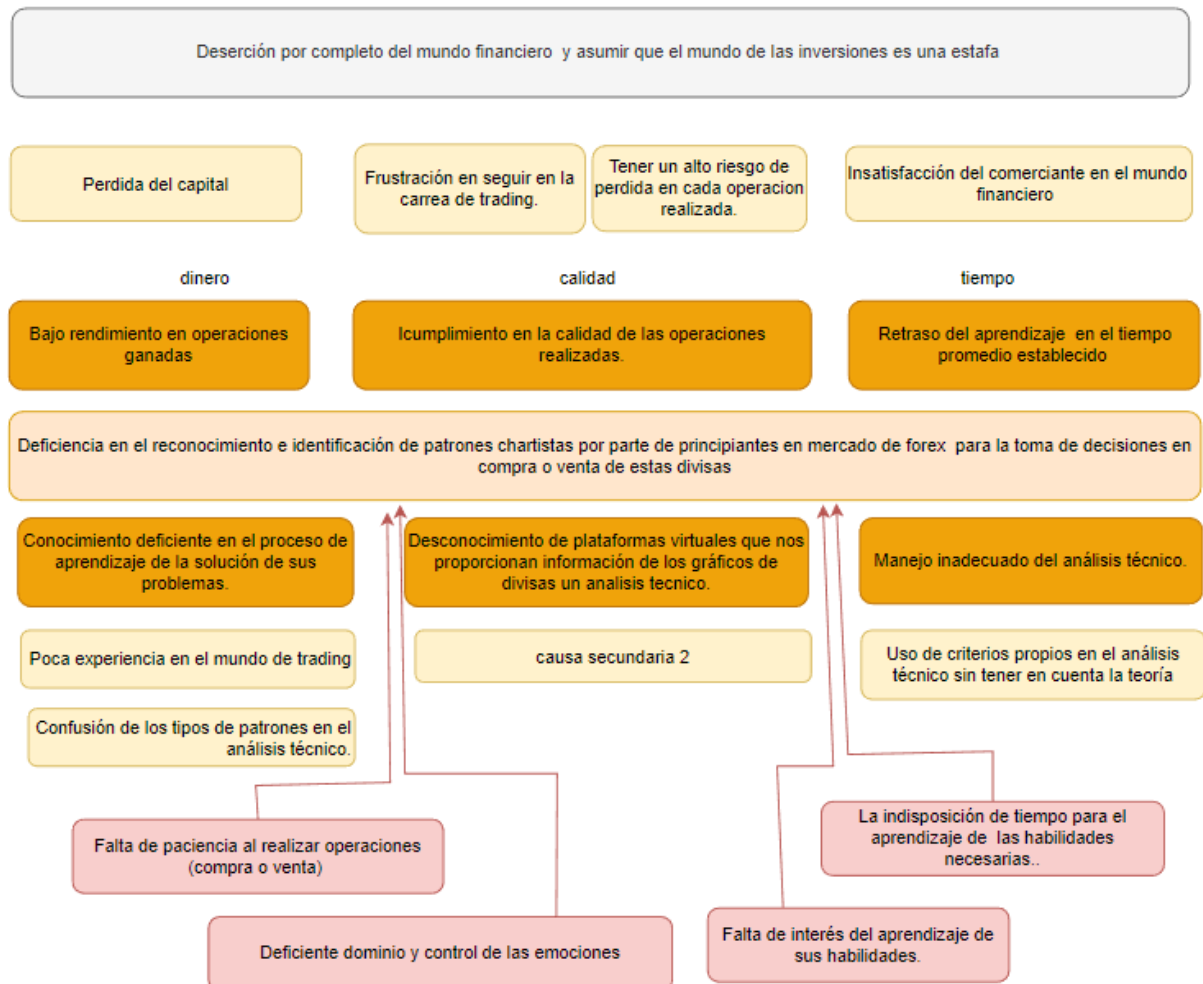 Deserción por completo del mundo financiero y asumir que el mundo de las inversiones es una estafa
Perdida del capital
Frustración en seguir en la
carrea de trading.
Tener un alto riesgo de
perdida en cada operacion
realizada.
Insatisfacción del comerciante en el mundo
financiero
dinero
calidad
tiempo
Bajo rendimiento en operaciones
ganadas
Icumplimiento en la calidad de las operaciones
realizadas.
Retraso del aprendizaje en el tiempo
promedio establecido
Deficiencia en el reconocimiento e identificación de patrones chartistas por parte de principiantes en mercado de forex para la toma de decisiones en
compra o venta de estas divisas
Conocimiento deficiente en el proceso de
aprendizaje de la solución de sus
problemas.
Desconocimiento de plataformas virtuales que nos
proporcionan información de los gráficos de
divisas un analisis tecnico.
Manejo inadecuado del análisis técnico.
Poca experiencia en el mundo de trading
causa secundaria 2
Uso de criterios propios en el análisis
técnico sin tener en cuenta la teoría
Confusión de los tipos de patrones en el
análisis técnico.
Falta de paciencia al realizar operaciones
(compra o venta)
La indisposición de tiempo para el
aprendizaje de las habilidades
necesarias..
Deficiente dominio y control de las emociones
Falta de interés del aprendizaje de
sus habilidades.